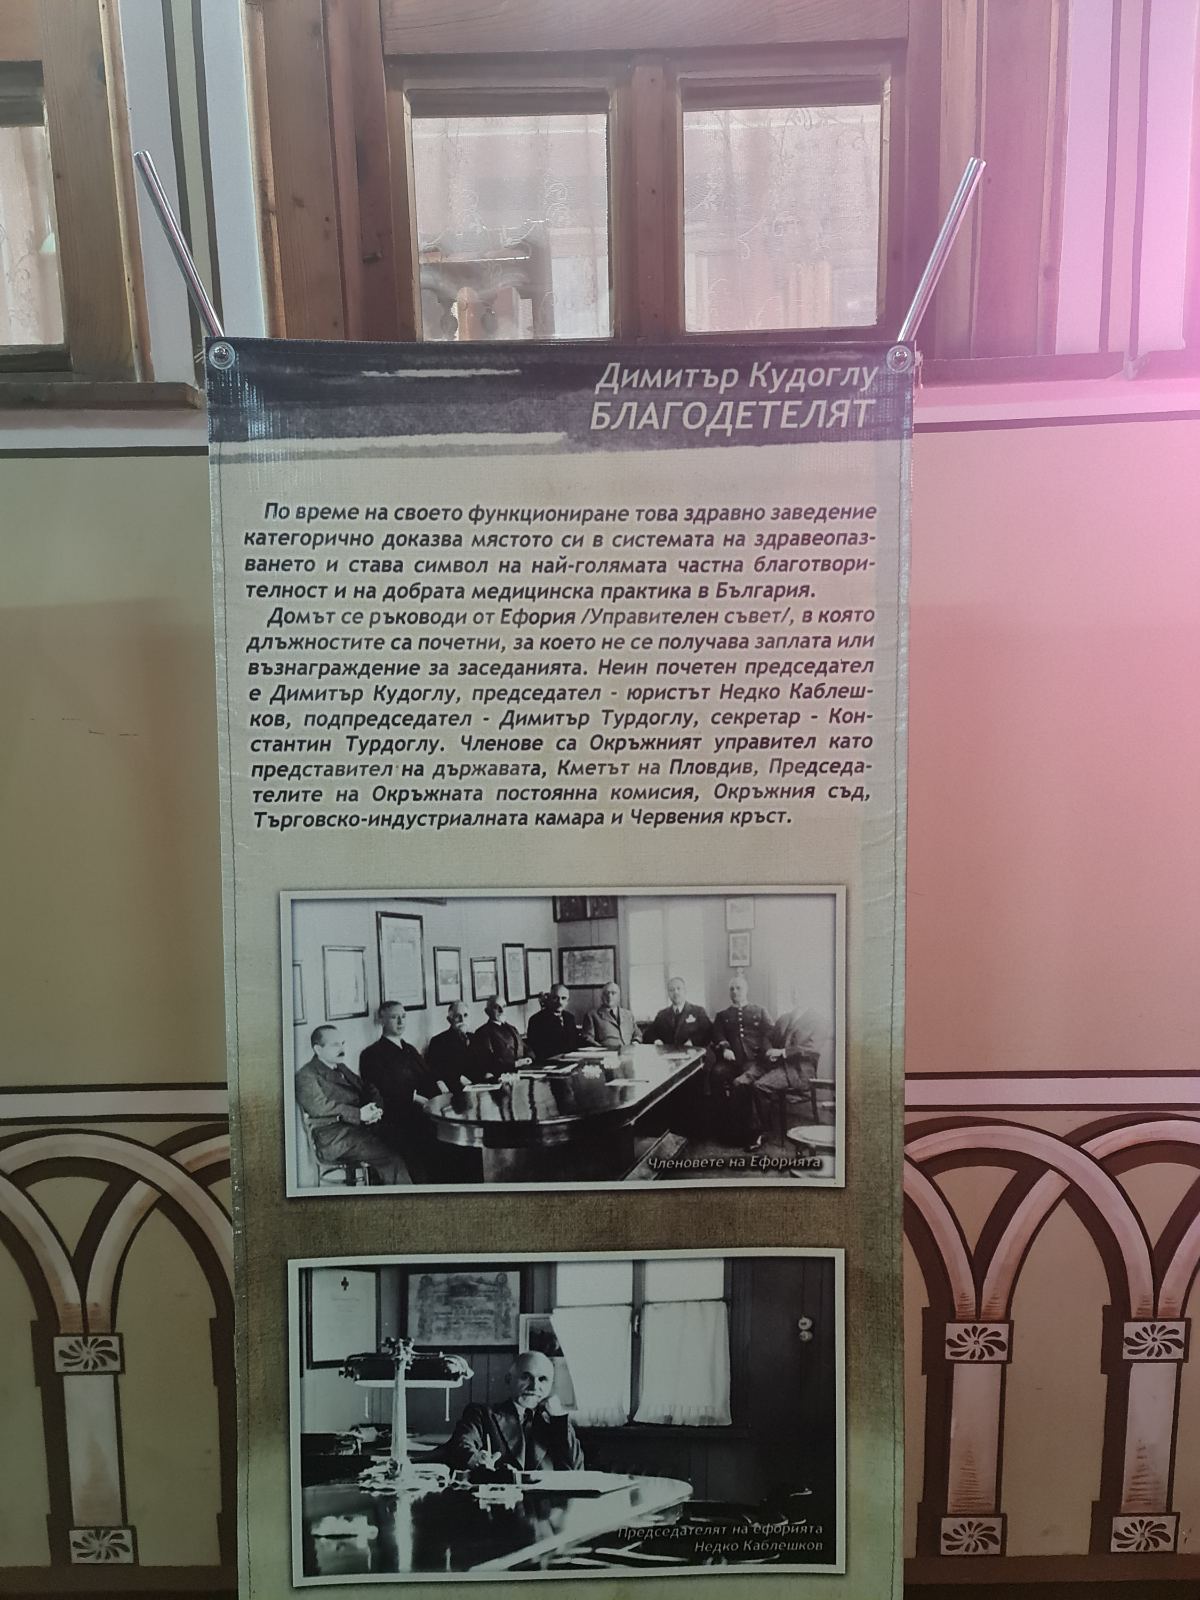 Димитър Кудоглу
БЛАГОДЕТЕЛЯТ
По време на своето функциониране това здравно заведение
категорично доказва мястото си в системата на здравеопаз-
ването и става символ на най-голямата частна благотвори-
телност и на добрата медицинска практика в България.
Домът се ръководи от Ефория /Управителен съвет/, в която
длъжностите са почетни, за което не се получава заплата или
възнаграждение за заседанията. Неин почетен председател
е Димитър Кудоглу, председател - юристът Недко Каблеш-
ков, подпредседател - Димитър Турдоглу, секретар - Кон-
стантин Турдоглу. Членове са Окръжният управител като
представител на държавата, Кметът на Пловдив, Председа-
телите на Окръжната постоянна комисия, Окръжния съд,
Търговско-индустриалната камара и Червения кръст.
Членовете на Ефорията
Председателят на ефорията
Недко Каблешков